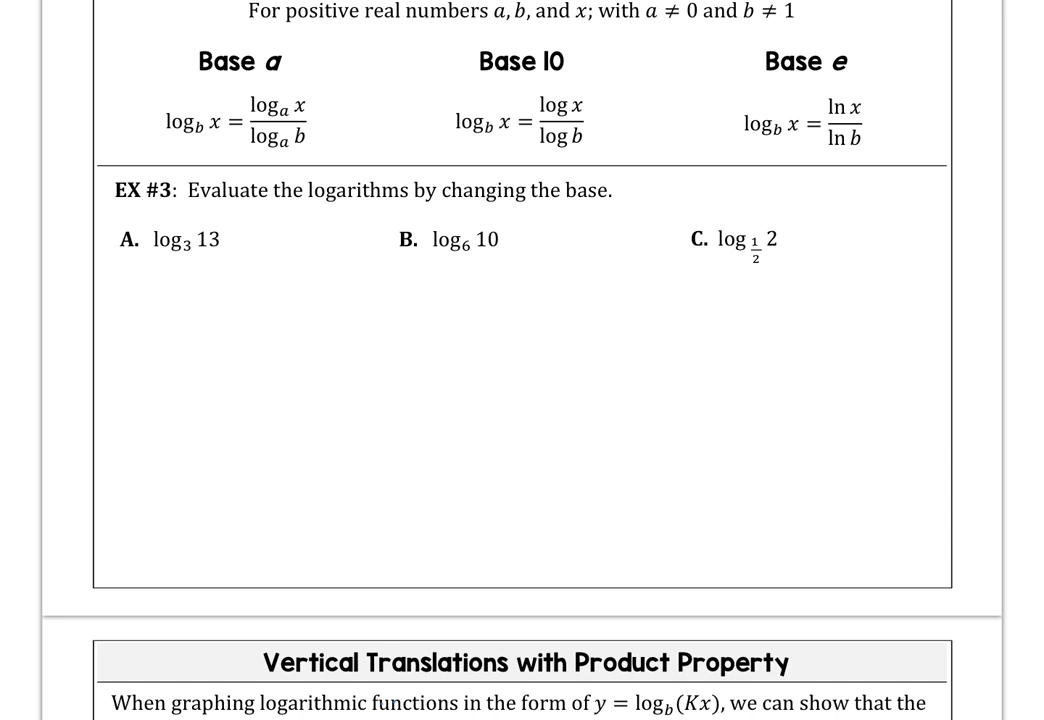 For positive real numbers a, b, and x; with a ≠ 0 and b ≠ 1
Base a Base 10 Base e
log_b x = log_a x / log_a b log_b x = log x / log b log_b x = ln x / ln b
EX #3: Evaluate the logarithms by changing the base.
A. log₃ 13 B. log₆ 10 C. log_(1/2) 2
Vertical Translations with Product Property
When graphing logarithmic functions in the form of y = log_b(Kx), we can show that the